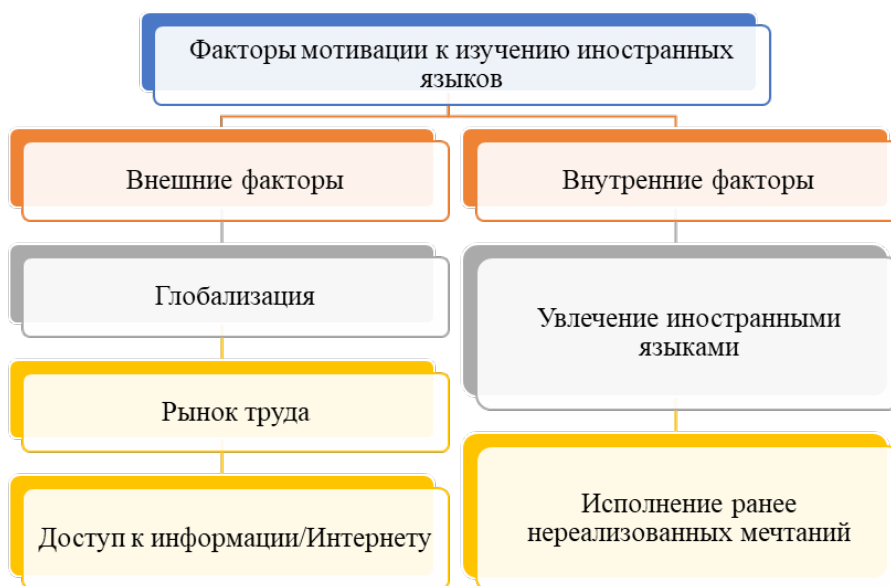 Факторы мотивации к изучению иностранных
языков
Внешние факторы
Внутренние факторы
Глобализация
Увлечение иностранными
языками
Рынок труда
Доступ к информации/Интернету
Исполнение ранее
нереализованных мечтаний